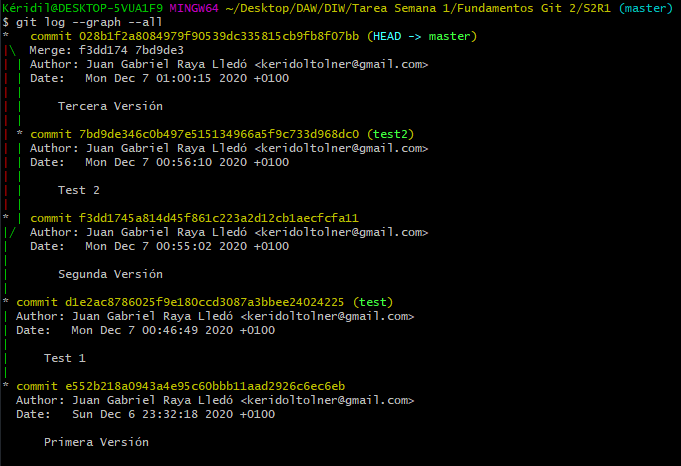 Kéridil@DESKTOP-5VUA1F9 MINGW64 ~/Desktop/DAW/DIW/Tarea Semana 1/Fundamentos Git 2/S2R1 (master)
$ git log --graph --all
*   commit 028b1f2a8084979f90539dc335815cb9fb8f07bb (HEAD -> master)
|\  Merge: f3dd174 7bd9de3
| | Author: Juan Gabriel Raya Lledó <keridoltolner@gmail.com>
| | Date:   Mon Dec 7 01:00:15 2020 +0100
| |
| |     Tercera Versión
| |
| * commit 7bd9de346c0b497e515134966a5f9c733d968dc0 (test2)
| | Author: Juan Gabriel Raya Lledó <keridoltolner@gmail.com>
| | Date:   Mon Dec 7 00:56:10 2020 +0100
| |
| |     Test 2
| |
* | commit f3dd1745a814d45f861c223a2d12cb1aecfcfa11
|/  Author: Juan Gabriel Raya Lledó <keridoltolner@gmail.com>
|   Date:   Mon Dec 7 00:55:02 2020 +0100
|
|       Segunda Versión
|
* commit d1e2ac8786025f9e180ccd3087a3bbee24024225 (test)
| Author: Juan Gabriel Raya Lledó <keridoltolner@gmail.com>
| Date:   Mon Dec 7 00:46:49 2020 +0100
|
|     Test 1
|
* commit e552b218a0943a4e95c60bbb11aad2926c6ec6eb
  Author: Juan Gabriel Raya Lledó <keridoltolner@gmail.com>
  Date:   Sun Dec 6 23:32:18 2020 +0100

      Primera Versión